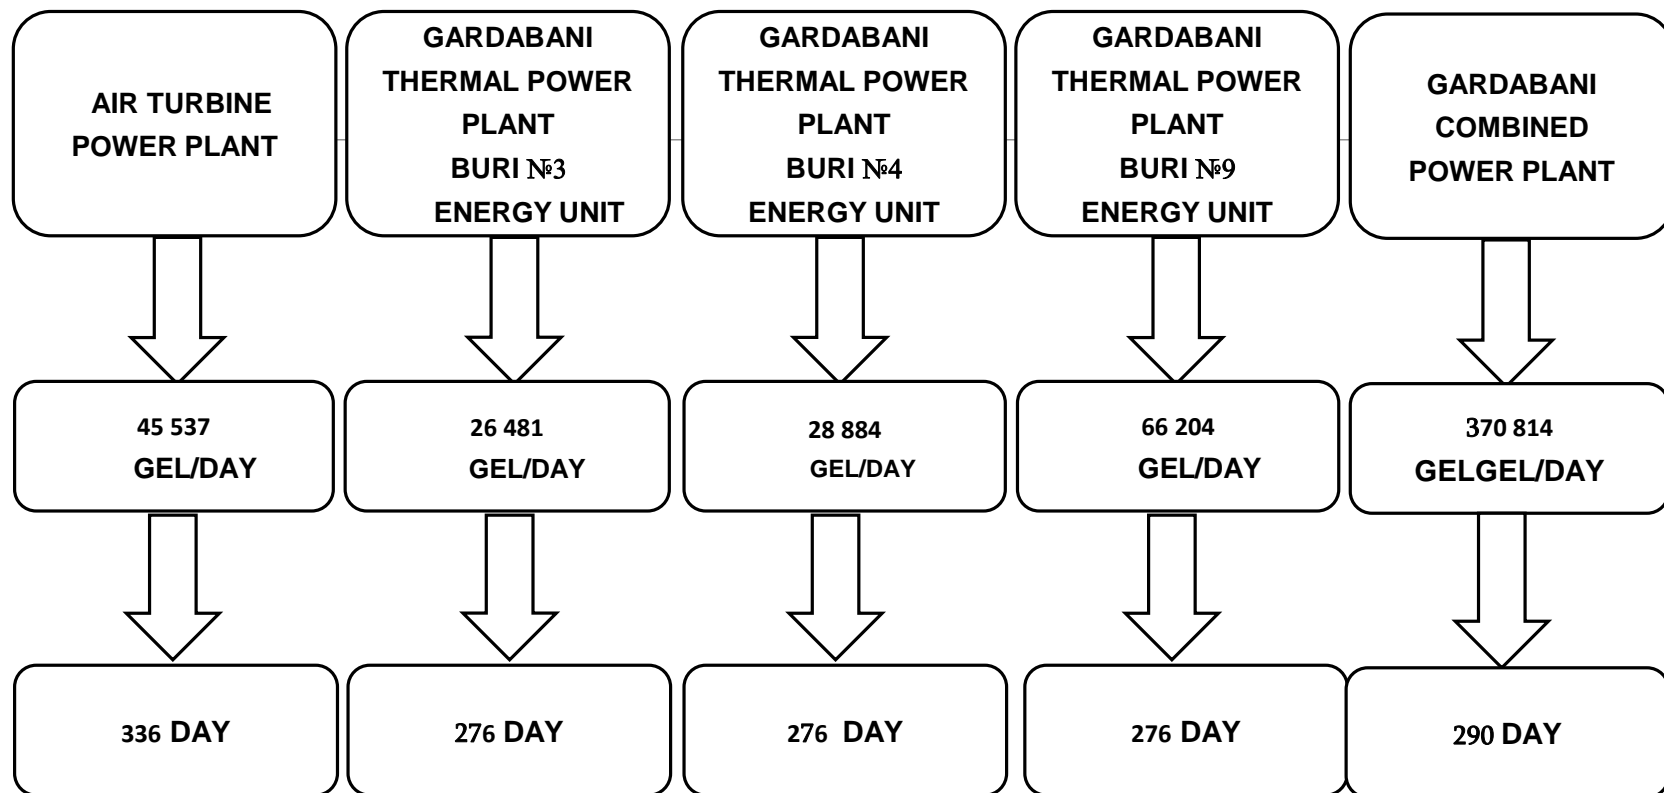 AIR TURBINE
POWER PLANT
GARDABANI
THERMAL POWER
PLANT
BURI №3
ENERGY UNIT
GARDABANI
THERMAL POWER
PLANT
BURI №4
ENERGY UNIT
GARDABANI
THERMAL POWER
PLANT
BURI №9
ENERGY UNIT
GARDABANI
COMBINED
POWER PLANT
45 537
GEL/DAY
26 481
GEL/DAY
28 884
GEL/DAY
66 204
GEL/DAY
370 814
GELGEL/DAY
336 DAY
276 DAY
276 DAY
276 DAY
290 DAY